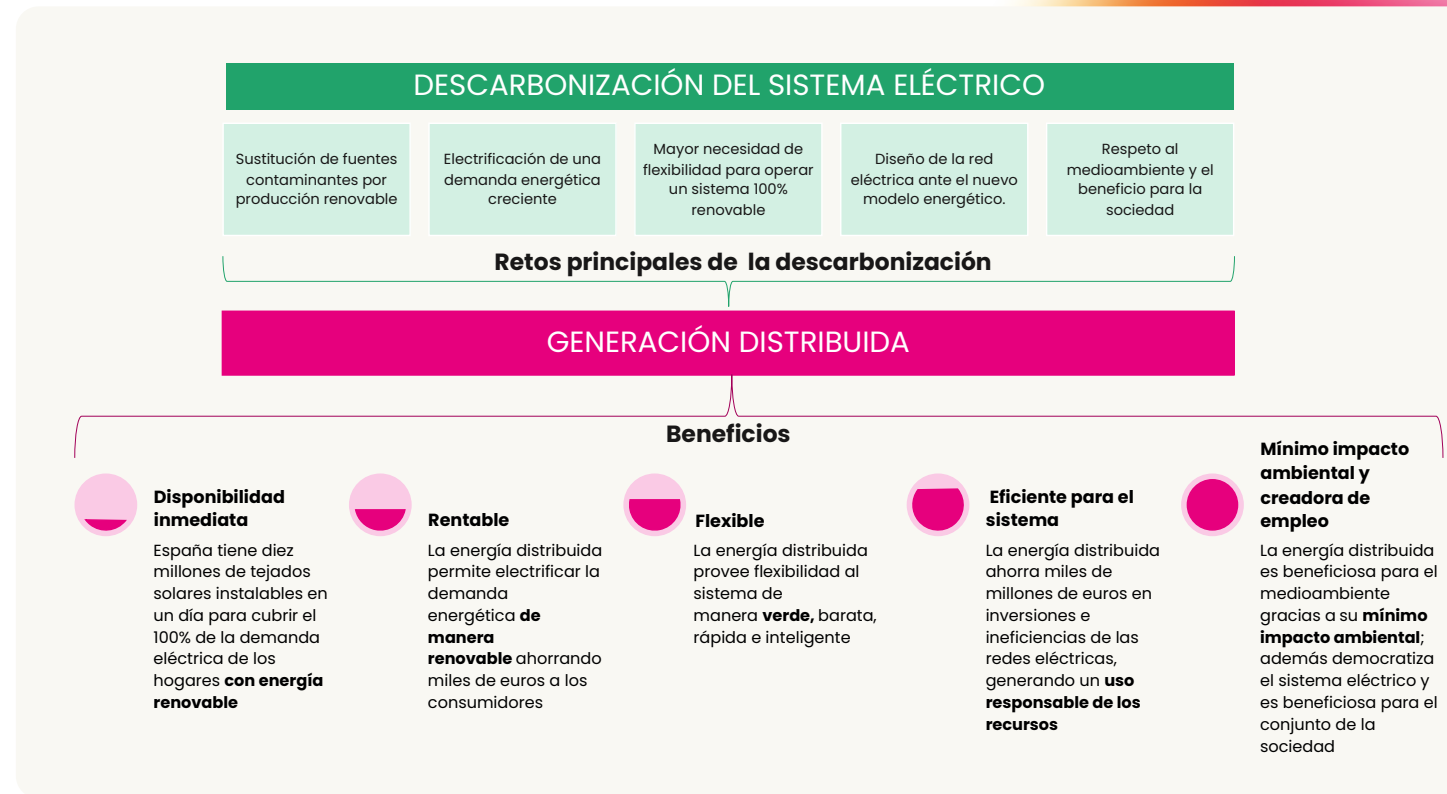 DESCARBONIZACIÓN DEL SISTEMA ELÉCTRICO
Sustitución de fuentes
contaminantes por
producción renovable
Electrificación de una
demanda energética
creciente
Mayor necesidad de
flexibilidad para operar
un sistema 100%
renovable
Diseño de la red
eléctrica ante el nuevo
modelo energético.
Respeto al
medioambiente y el
beneficio para la
sociedad
Retos principales de la descarbonización
GENERACIÓN DISTRIBUIDA
Beneficios
Disponibilidad
inmediata
España tiene diez
millones de tejados
solares instalables en
un día para cubrir el
100% de la demanda
eléctrica de los
hogares con energía
renovable
Rentable
La energía distribuida
permite electrificar la
demanda
energética de
manera
renovable ahorrando
miles de euros a los
consumidores
Flexible
La energía distribuida
provee flexibilidad al
sistema de
manera verde, barata,
rápida e inteligente
Eficiente para el
sistema
La energía distribuida
ahorra miles de
millones de euros en
inversiones e
ineficiencias de las
redes eléctricas,
generando un uso
responsable de los
recursos
Mínimo impacto
ambiental y
creadora de
empleo
La energía distribuida
es beneficiosa para el
medioambiente
gracias a su mínimo
impacto ambiental;
además democratiza
el sistema eléctrico y
es beneficiosa para el
conjunto de la
sociedad